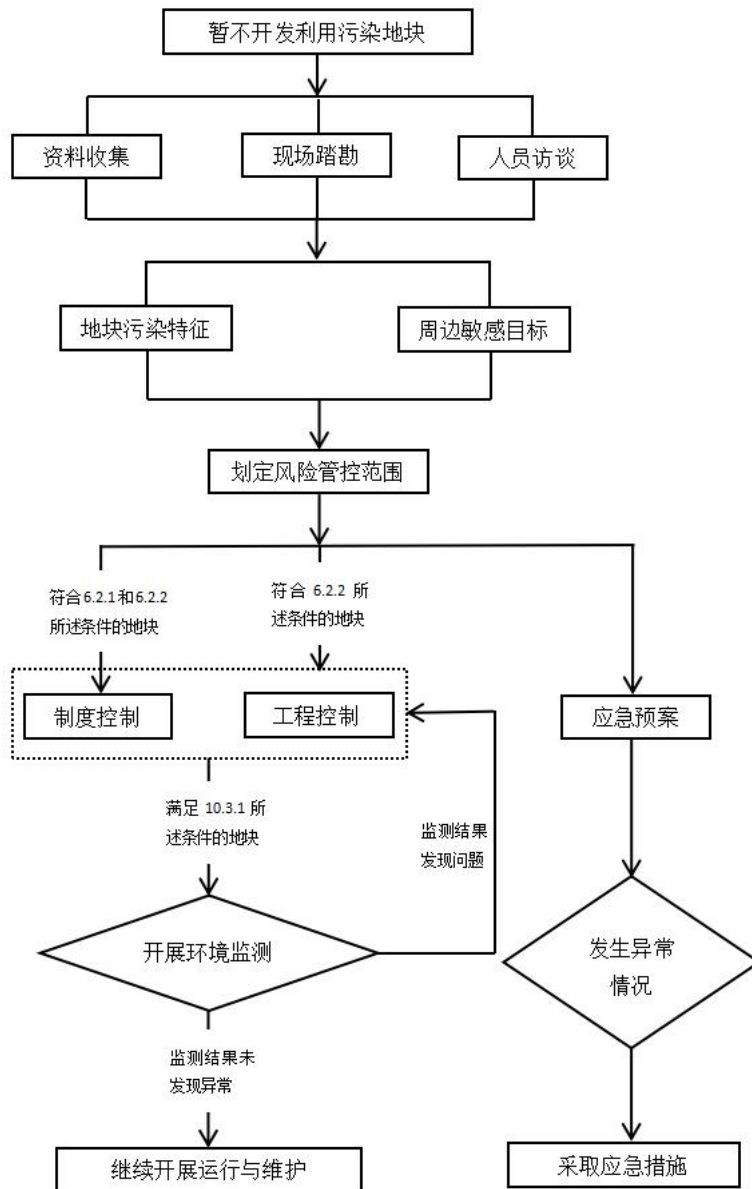 暂不开发利用污染地块
资料收集
现场踏勘
人员访谈
地块污染特征
周边敏感目标
划定风险管控范围
符合6.2.1和6.2.2
所述条件的地块
符合 6.2.2 所
述条件的地块
制度控制
工程控制
应急预案
满足 10.3.1 所
述条件的地块
监测结果
发现问题
开展环境监测
发生异常
情况
监测结果未
发现异常
继续开展运行与维护
采取应急措施